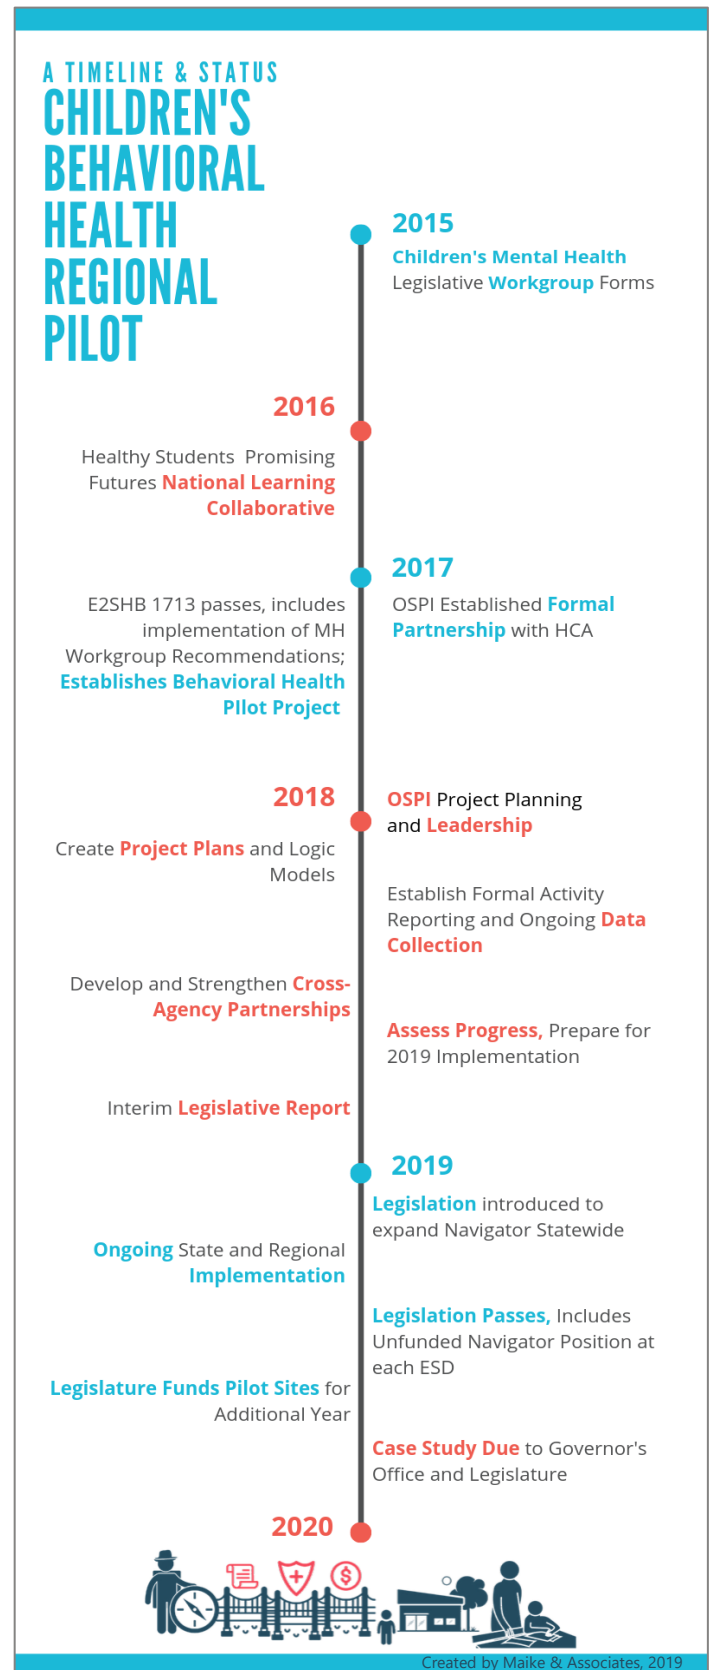 A TIMELINE & STATUS
CHILDREN'S
BEHAVIORAL
HEALTH
REGIONAL
PILOT
2015
Children's Mental Health
Legislative Workgroup Forms
2016
Healthy Students Promising
Futures National Learning
Collaborative
2017
OSPI Established Formal
Partnership with HCA
E2SHB 1713 passes, includes
implementation of MH
Workgroup Recommendations;
Establishes Behavioral Health
PIlot Project
2018
Create Project Plans and Logic
Models
OSPI Project Planning
and Leadership
Establish Formal Activity
Reporting and Ongoing Data
Collection
Develop and Strengthen Cross-
Agency Partnerships
Assess Progress, Prepare for
2019 Implementation
Interim Legislative Report
2019
Legislation introduced to
expand Navigator Statewide
Ongoing State and Regional
Implementation
Legislation Passes, Includes
Unfunded Navigator Position at
each ESD
Legislature Funds Pilot Sites for
Additional Year
Case Study Due to Governor's
Office and Legislature
2020
$
Created by Maike & Associates, 2019